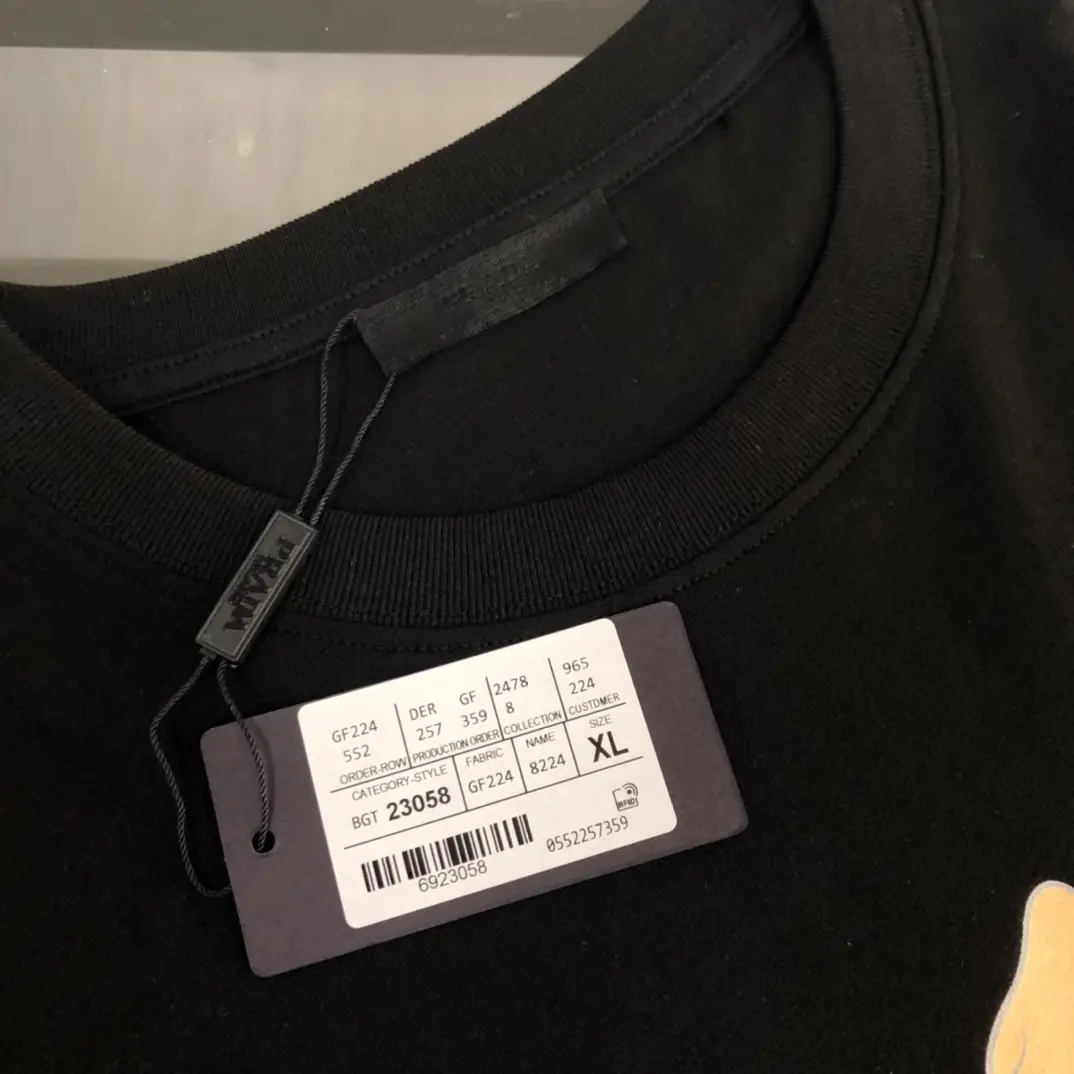 PRADA
GF224
552
ORDER-ROW
DER GF
257 359
PRODUCTION ORDER
2478
8
COLLECTION
965
224
CUSTDMER
CATEGORY-STYLE
BGT 23058
FABRIC
GF224
NAME
8224
SIZE
XL
RFID
6923058
0552257359